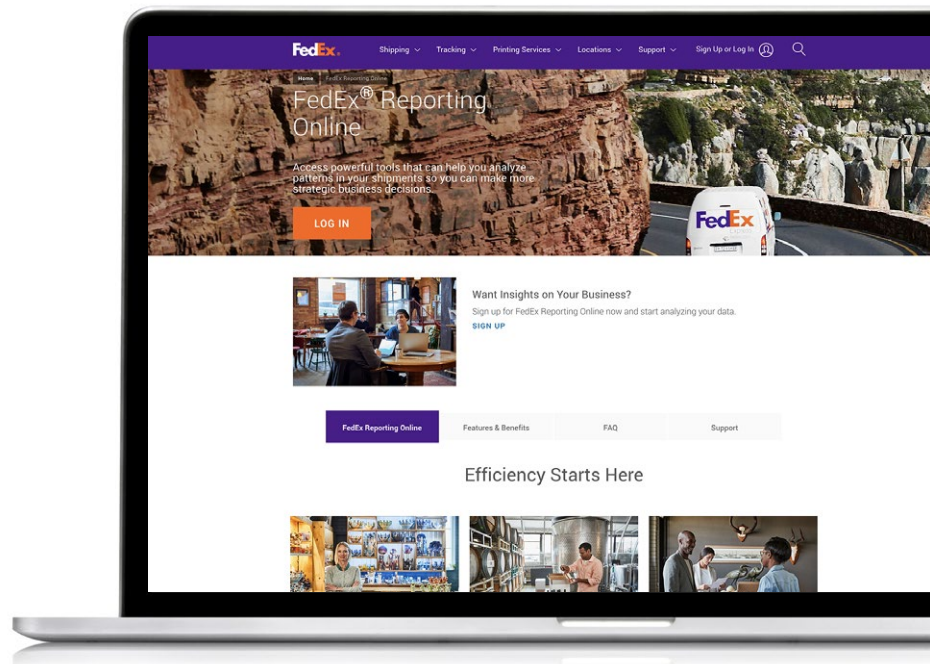 FedEx®
Shipping
Tracking
Printing Services
Locations
Support
Sign Up or Log In
Home FedEx Reporting Online
FedEx® Reporting
Online
Access powerful tools that can help you analyze
patterns in your shipments so you can make more
strategic business decisions.
LOG IN
FedEx
Want Insights on Your Business?
Sign up for FedEx Reporting Online now and start analyzing your data.
SIGN UP
FedEx Reporting Online
Features & Benefits
FAQ
Support
Efficiency Starts Here